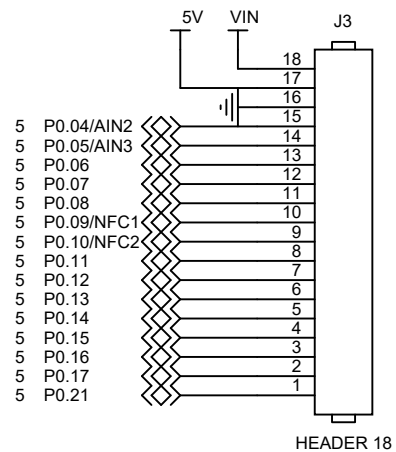 5V VIN J3
18
17
16
15
5 P0.04/AIN2 14
5 P0.05/AIN3 13
5 P0.06 12
5 P0.07 11
5 P0.08 10
5 P0.09/NFC1 9
5 P0.10/NFC2 8
5 P0.11 7
5 P0.12 6
5 P0.13 5
5 P0.14 4
5 P0.15 3
5 P0.16 2
5 P0.17 1
5 P0.21
HEADER 18